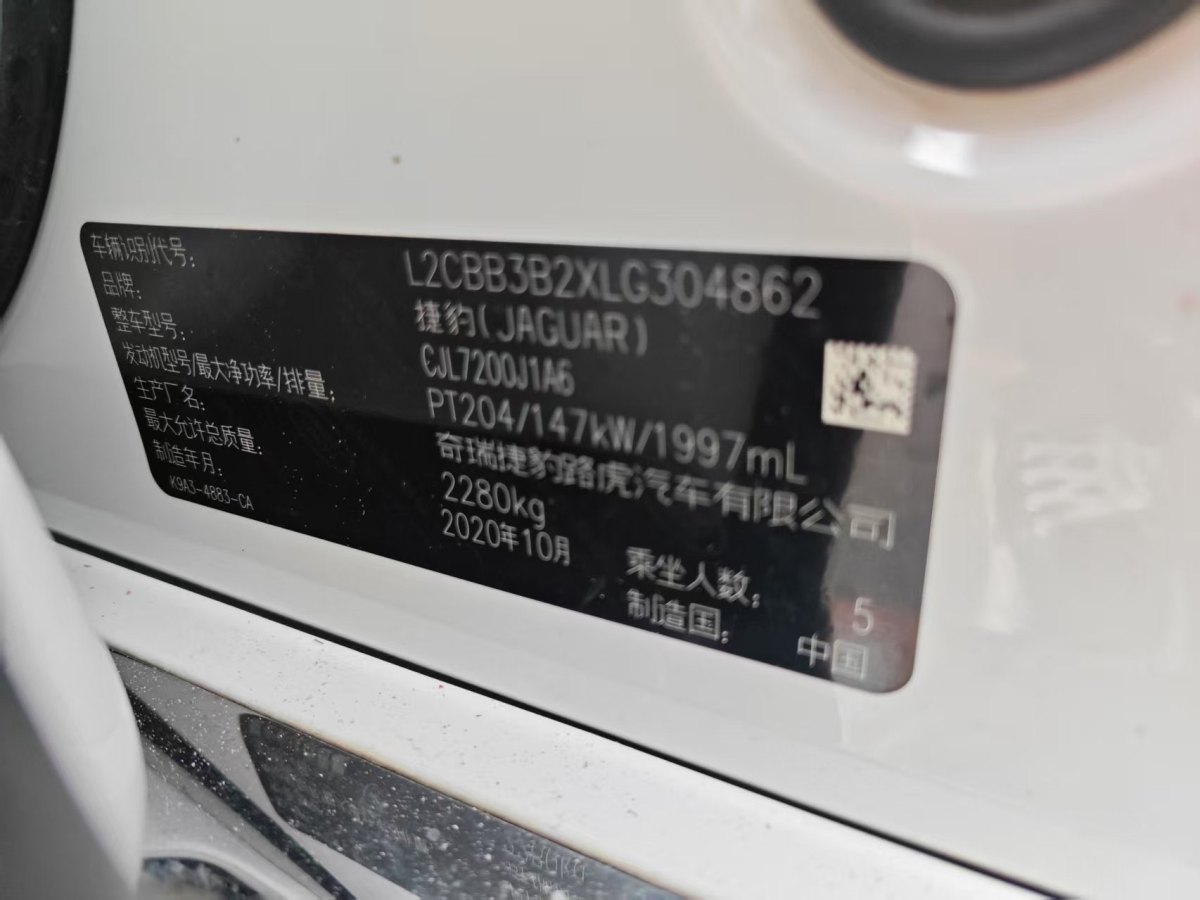 车辆识别代号: L2CBB3B2XLG304862
品牌: 捷豹(JAGUAR)
整车型号: CJL7200J1A6
发动机型号/最大净功率/排量: PT204/147kW/1997mL
生产厂名: 奇瑞捷豹路虎汽车有限公司
最大允许总质量: 2280kg 乘坐人数: 5
制造年月: 2020年10月 制造国: 中国
K9A3-4883-CA